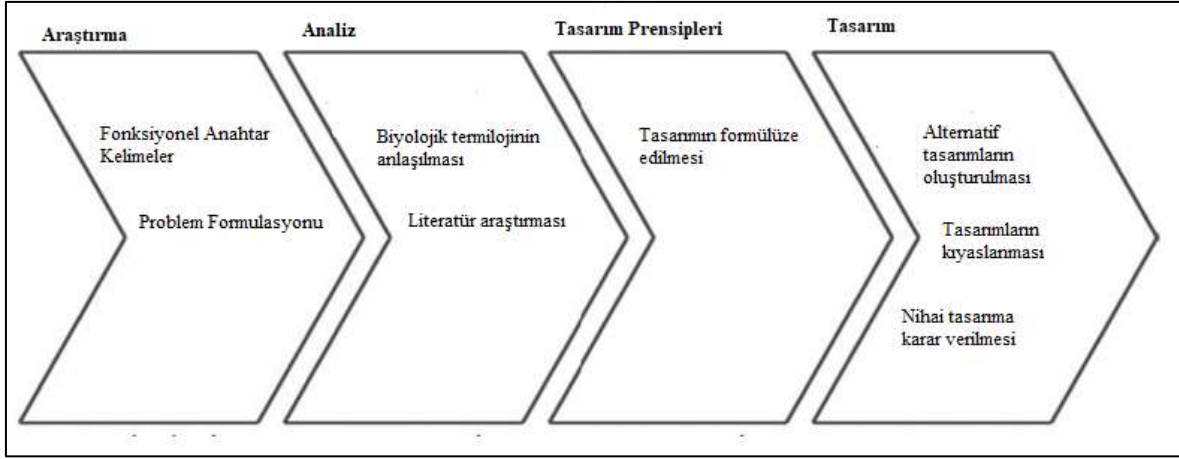 Araştırma
Analiz
Tasarım Prensipleri
Tasarım
Fonksiyonel Anahtar
Kelimeler
Problem Formulasyonu
Biyolojik termilojinin
anlaşılması
Literatür araştırması
Tasarımın formülüze
edilmesi
Alternatif
tasarımların
oluşturulması
Tasarımların
kıyaslanması
Nihai tasarıma
karar verilmesi